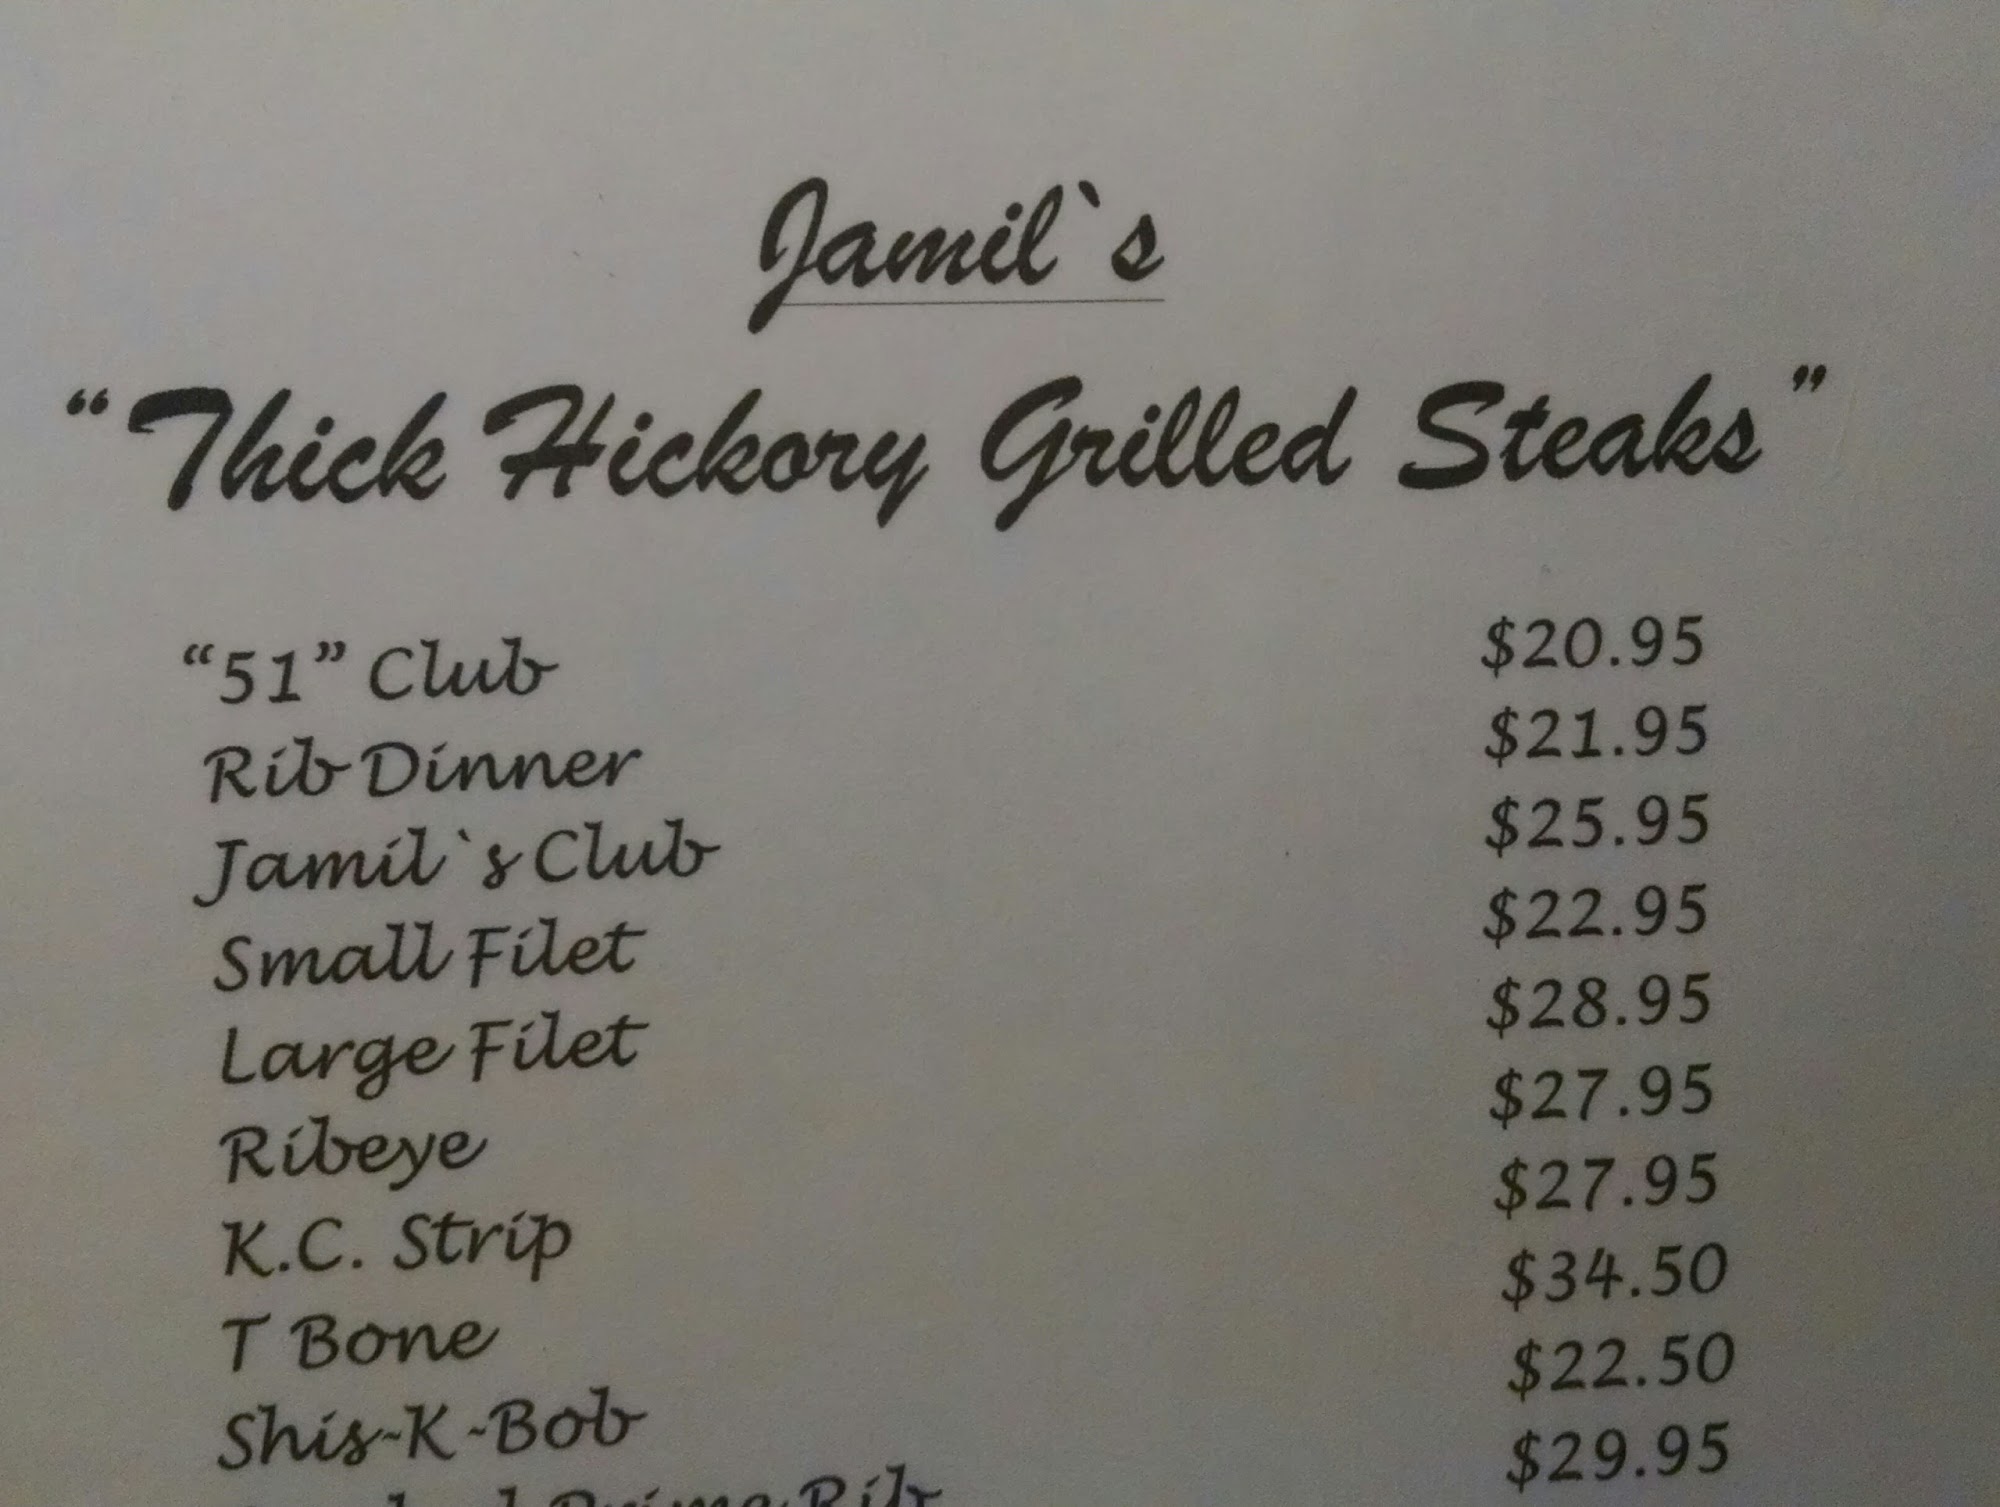 Jamil`s
“Thick Hickory Grilled Steaks”
“51” Club $20.95
Rib Dinner $21.95
Jamil`s Club $25.95
Small Filet $22.95
Large Filet $28.95
Ribeye $27.95
K.C. Strip $27.95
T Bone $34.50
Shis-K-Bob $22.50
Prime Rib $29.95